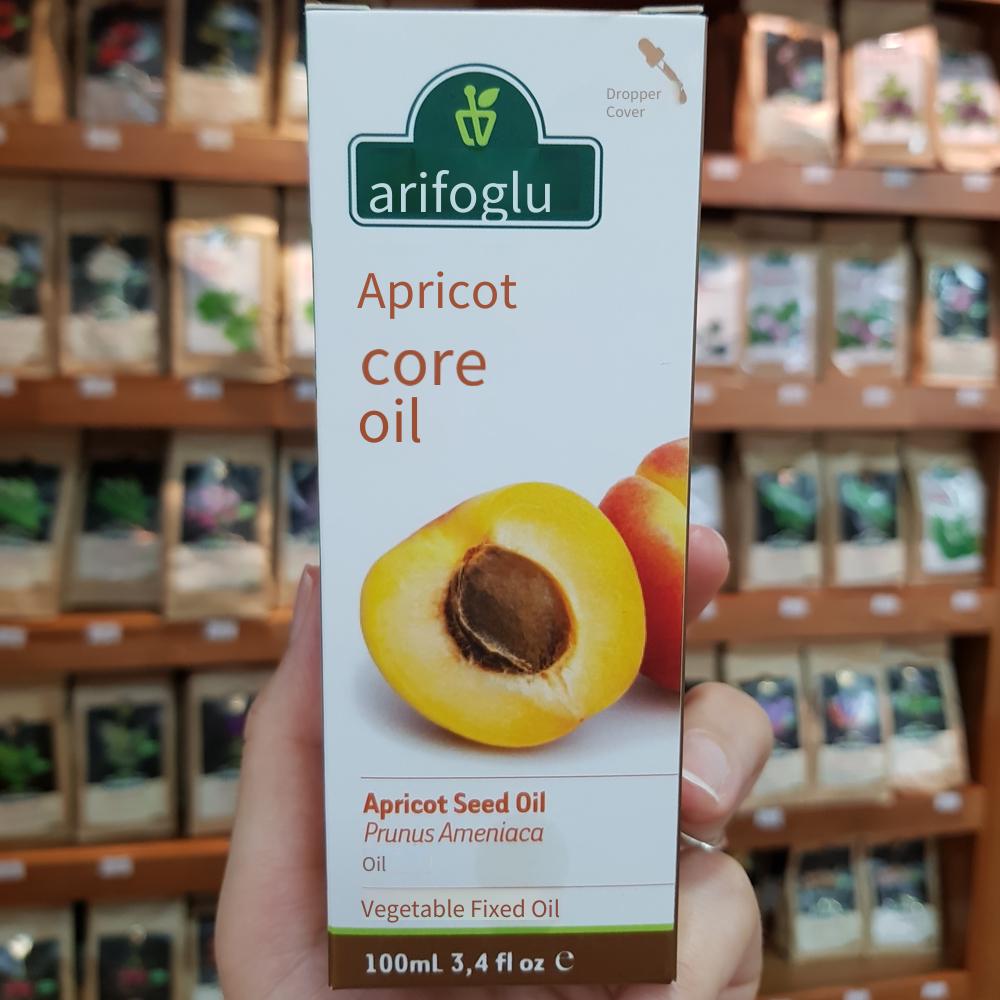 Dropper
Cover
arifoglu
Apricot
core
oil
Apricot Seed Oil
Prunus Ameniaca
Oil
Vegetable Fixed Oil
100mL 3,4 fl oz ℮